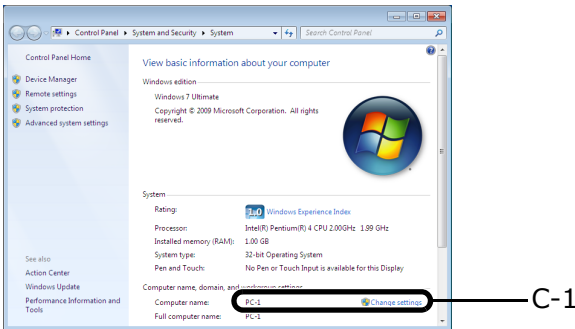 Control Panel ▸ System and Security ▸ System
Search Control Panel
Control Panel Home
Device Manager
Remote settings
System protection
Advanced system settings
See also
Action Center
Windows Update
Performance Information and
Tools
View basic information about your computer
Windows edition
Windows 7 Ultimate
Copyright © 2009 Microsoft Corporation. All rights
reserved.
System
Rating: 1,0 Windows Experience Index
Processor: Intel(R) Pentium(R) 4 CPU 2.00GHz 1.99 GHz
Installed memory (RAM): 1.00 GB
System type: 32-bit Operating System
Pen and Touch: No Pen or Touch Input is available for this Display
Computer name, domain, and workgroup settings
Computer name: PC-1 Change settings
Full computer name: PC-1
C-1